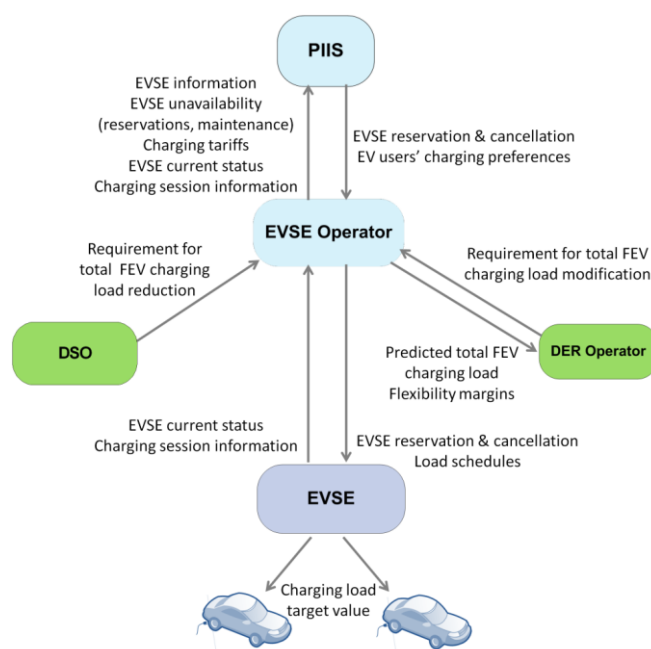 PIIS
EVSE information
EVSE unavailability
(reservations, maintenance)
Charging tariffs
EVSE current status
Charging session information
EVSE reservation & cancellation
EV users’ charging preferences
EVSE Operator
Requirement for
total FEV charging
load reduction
Requirement for total FEV
charging load modification
DSO
DER Operator
Predicted total FEV
charging load
Flexibility margins
EVSE current status
Charging session information
EVSE reservation & cancellation
Load schedules
EVSE
Charging load
target value